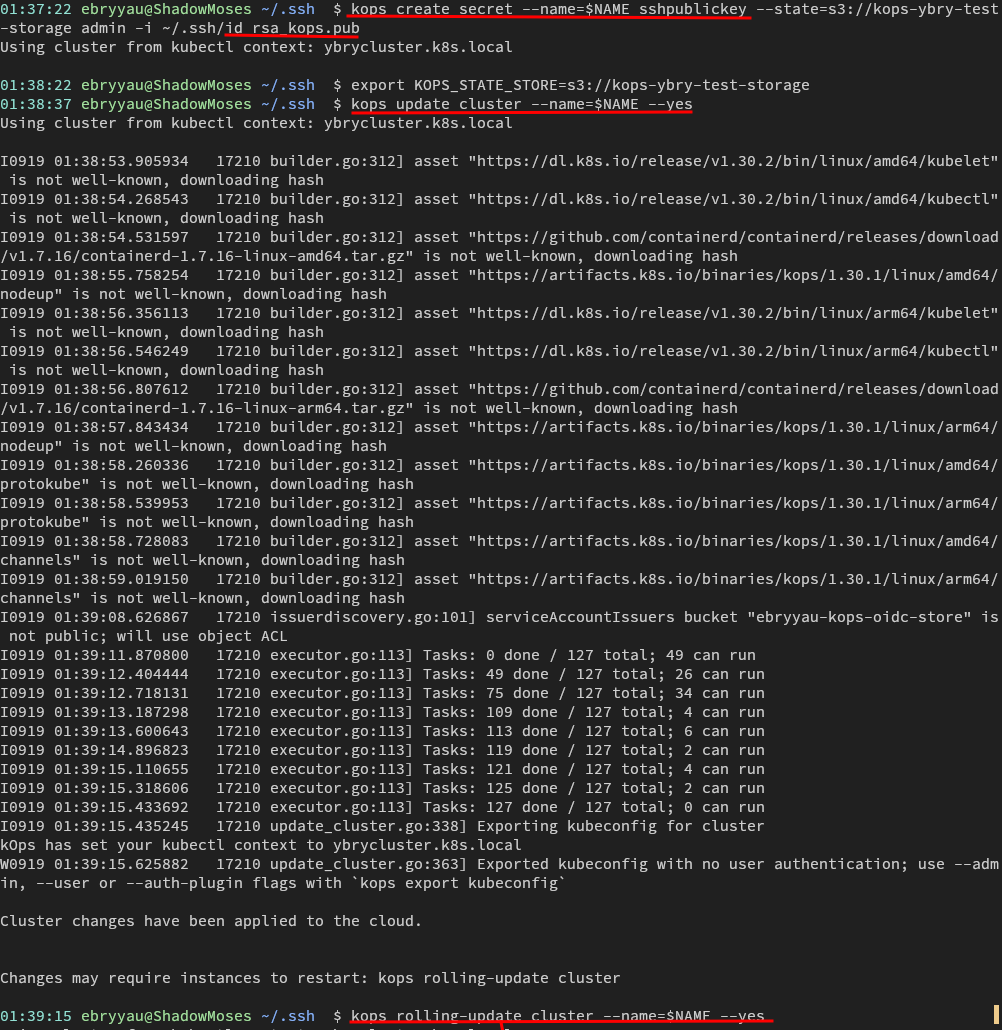 01:37:22 ebryyau@ShadowMoses ~/.ssh  $ kops create secret --name=$NAME sshpublickey --state=s3://kops-ybry-test
-storage admin -i ~/.ssh/id_rsa_kops.pub
Using cluster from kubectl context: ybrycluster.k8s.local
01:38:22 ebryyau@ShadowMoses ~/.ssh  $ export KOPS_STATE_STORE=s3://kops-ybry-test-storage
01:38:37 ebryyau@ShadowMoses ~/.ssh  $ kops update cluster --name=$NAME --yes
Using cluster from kubectl context: ybrycluster.k8s.local
I0919 01:38:53.905934   17210 builder.go:312] asset "https://dl.k8s.io/release/v1.30.2/bin/linux/amd64/kubelet"
 is not well-known, downloading hash
I0919 01:38:54.268543   17210 builder.go:312] asset "https://dl.k8s.io/release/v1.30.2/bin/linux/amd64/kubectl"
 is not well-known, downloading hash
I0919 01:38:54.531597   17210 builder.go:312] asset "https://github.com/containerd/containerd/releases/download
/v1.7.16/containerd-1.7.16-linux-amd64.tar.gz" is not well-known, downloading hash
I0919 01:38:55.758254   17210 builder.go:312] asset "https://artifacts.k8s.io/binaries/kops/1.30.1/linux/amd64/
nodeup" is not well-known, downloading hash
I0919 01:38:56.356113   17210 builder.go:312] asset "https://dl.k8s.io/release/v1.30.2/bin/linux/arm64/kubelet"
 is not well-known, downloading hash
I0919 01:38:56.546249   17210 builder.go:312] asset "https://dl.k8s.io/release/v1.30.2/bin/linux/arm64/kubectl"
 is not well-known, downloading hash
I0919 01:38:56.807612   17210 builder.go:312] asset "https://github.com/containerd/containerd/releases/download
/v1.7.16/containerd-1.7.16-linux-arm64.tar.gz" is not well-known, downloading hash
I0919 01:38:57.843434   17210 builder.go:312] asset "https://artifacts.k8s.io/binaries/kops/1.30.1/linux/arm64/
nodeup" is not well-known, downloading hash
I0919 01:38:58.260336   17210 builder.go:312] asset "https://artifacts.k8s.io/binaries/kops/1.30.1/linux/amd64/
protokube" is not well-known, downloading hash
I0919 01:38:58.539953   17210 builder.go:312] asset "https://artifacts.k8s.io/binaries/kops/1.30.1/linux/arm64/
protokube" is not well-known, downloading hash
I0919 01:38:58.728083   17210 builder.go:312] asset "https://artifacts.k8s.io/binaries/kops/1.30.1/linux/amd64/
channels" is not well-known, downloading hash
I0919 01:38:59.019150   17210 builder.go:312] asset "https://artifacts.k8s.io/binaries/kops/1.30.1/linux/arm64/
channels" is not well-known, downloading hash
I0919 01:39:08.626867   17210 issuerdiscovery.go:101] serviceAccountIssuers bucket "ebryyau-kops-oidc-store" is
 not public; will use object ACL
I0919 01:39:11.870800   17210 executor.go:113] Tasks: 0 done / 127 total; 49 can run
I0919 01:39:12.404444   17210 executor.go:113] Tasks: 49 done / 127 total; 26 can run
I0919 01:39:12.718131   17210 executor.go:113] Tasks: 75 done / 127 total; 34 can run
I0919 01:39:13.187298   17210 executor.go:113] Tasks: 109 done / 127 total; 4 can run
I0919 01:39:13.600643   17210 executor.go:113] Tasks: 113 done / 127 total; 6 can run
I0919 01:39:14.896823   17210 executor.go:113] Tasks: 119 done / 127 total; 2 can run
I0919 01:39:15.110655   17210 executor.go:113] Tasks: 121 done / 127 total; 4 can run
I0919 01:39:15.318606   17210 executor.go:113] Tasks: 125 done / 127 total; 2 can run
I0919 01:39:15.433692   17210 executor.go:113] Tasks: 127 done / 127 total; 0 can run
I0919 01:39:15.435245   17210 update_cluster.go:338] Exporting kubeconfig for cluster
kOps has set your kubectl context to ybrycluster.k8s.local
W0919 01:39:15.625882   17210 update_cluster.go:363] Exported kubeconfig with no user authentication; use --adm
in, --user or --auth-plugin flags with `kops export kubeconfig`
Cluster changes have been applied to the cloud.
Changes may require instances to restart: kops rolling-update cluster
01:39:15 ebryyau@ShadowMoses ~/.ssh  $ kops rolling-update cluster --name=$NAME --yes